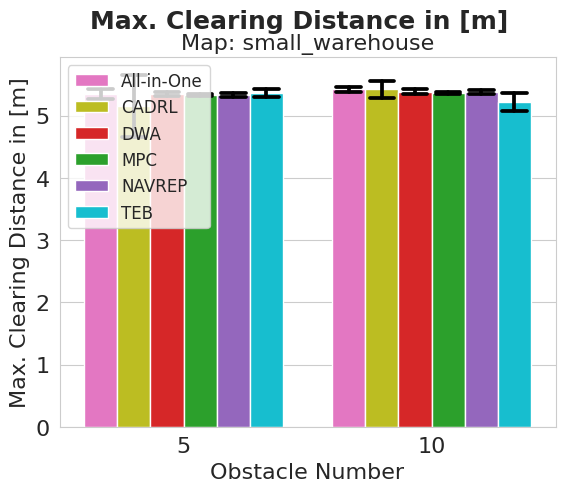 Max. Clearing Distance in [m]
Map: small_warehouse
Max. Clearing Distance in [m]
5
4
3
2
1
0
All-in-One
CADRL
DWA
MPC
NAVREP
TEB
5
10
Obstacle Number